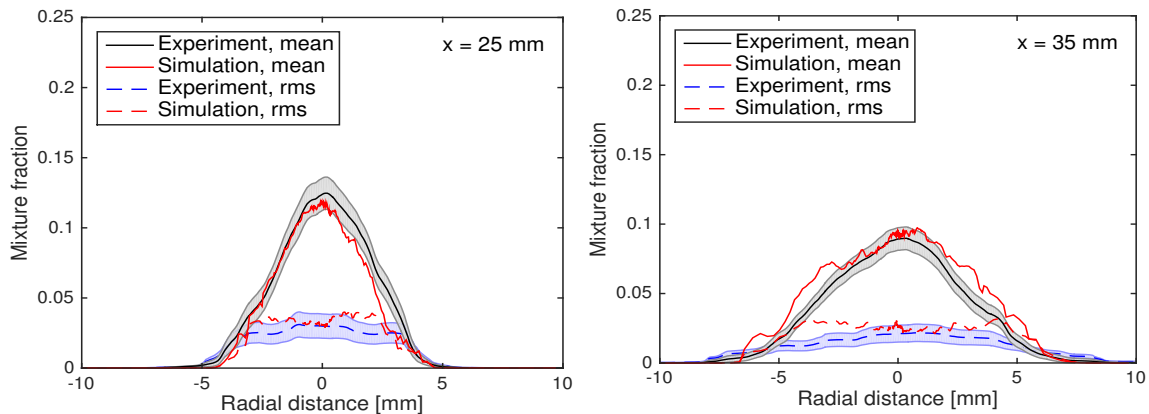 0.25
0.2
0.15
0.1
0.05
0
Mixture fraction
Experiment, mean
Simulation, mean
Experiment, rms
Simulation, rms
x = 25 mm
-10
-5
0
5
10
Radial distance [mm]
0.25
0.2
0.15
0.1
0.05
0
Mixture fraction
Experiment, mean
Simulation, mean
Experiment, rms
Simulation, rms
x = 35 mm
-10
-5
0
5
10
Radial distance [mm]